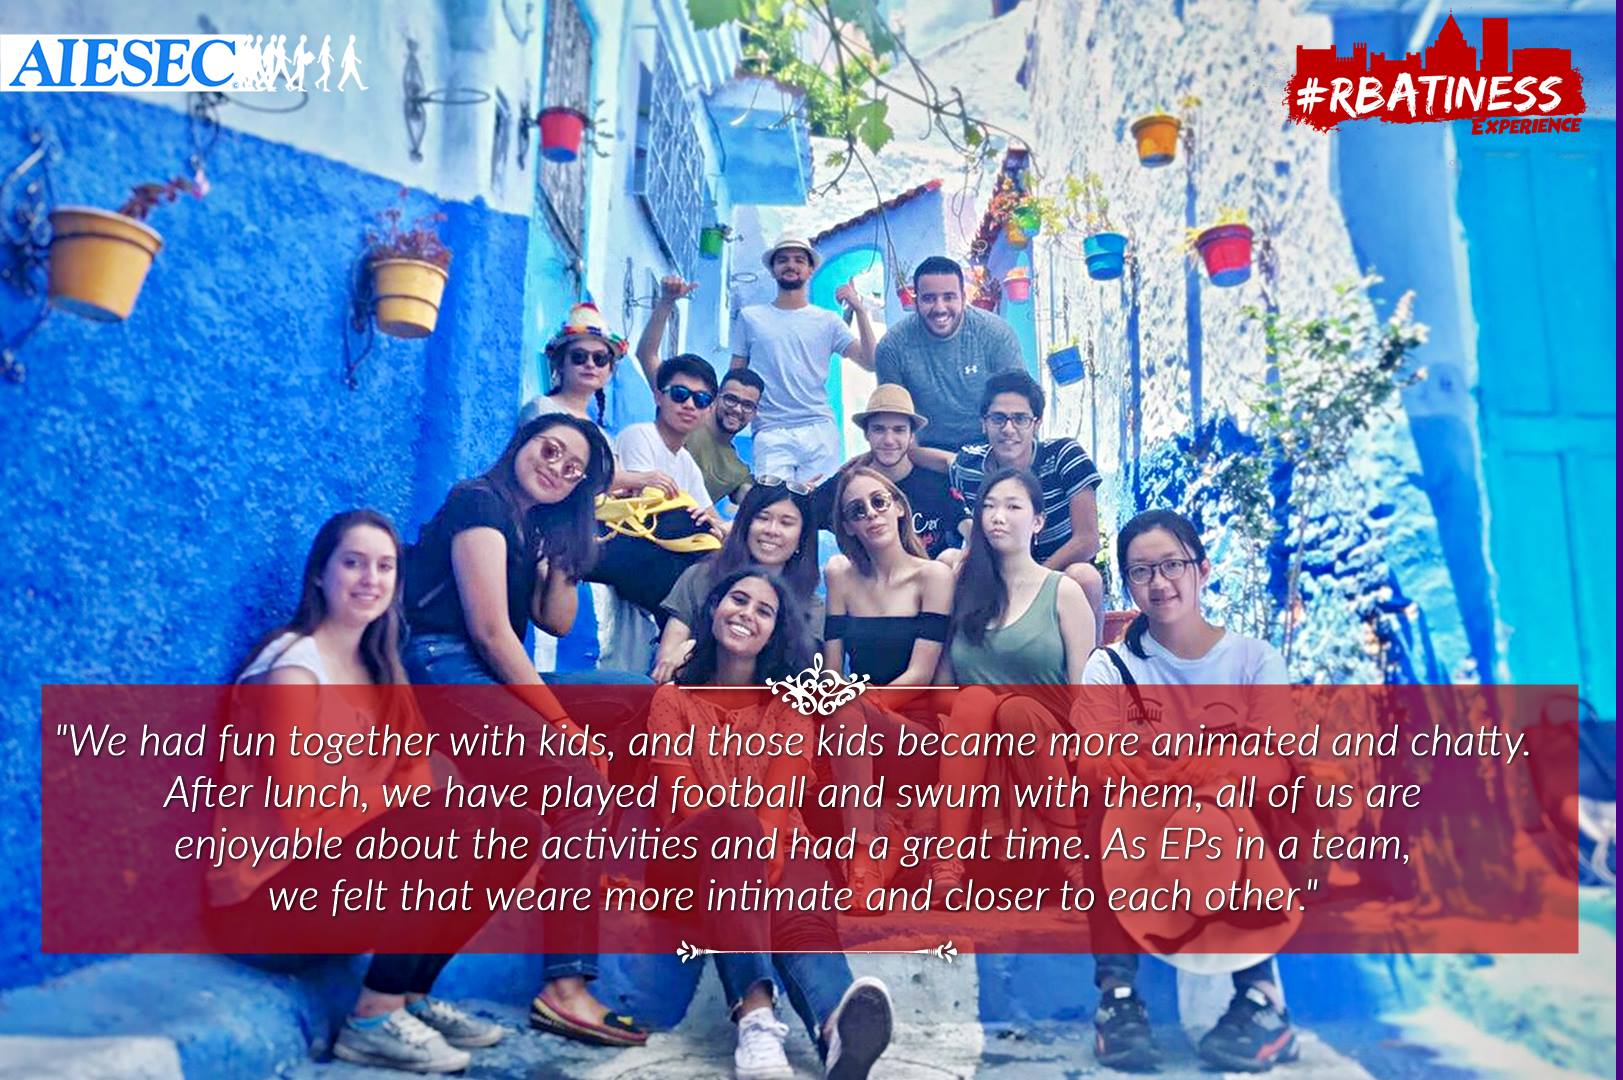 AIESEC
#RBATINESS
EXPERIENCE
"We had fun together with kids, and those kids became more animated and chatty.
After lunch, we have played football and swum with them, all of us are
enjoyable about the activities and had a great time. As EPs in a team,
we felt that weare more intimate and closer to each other."